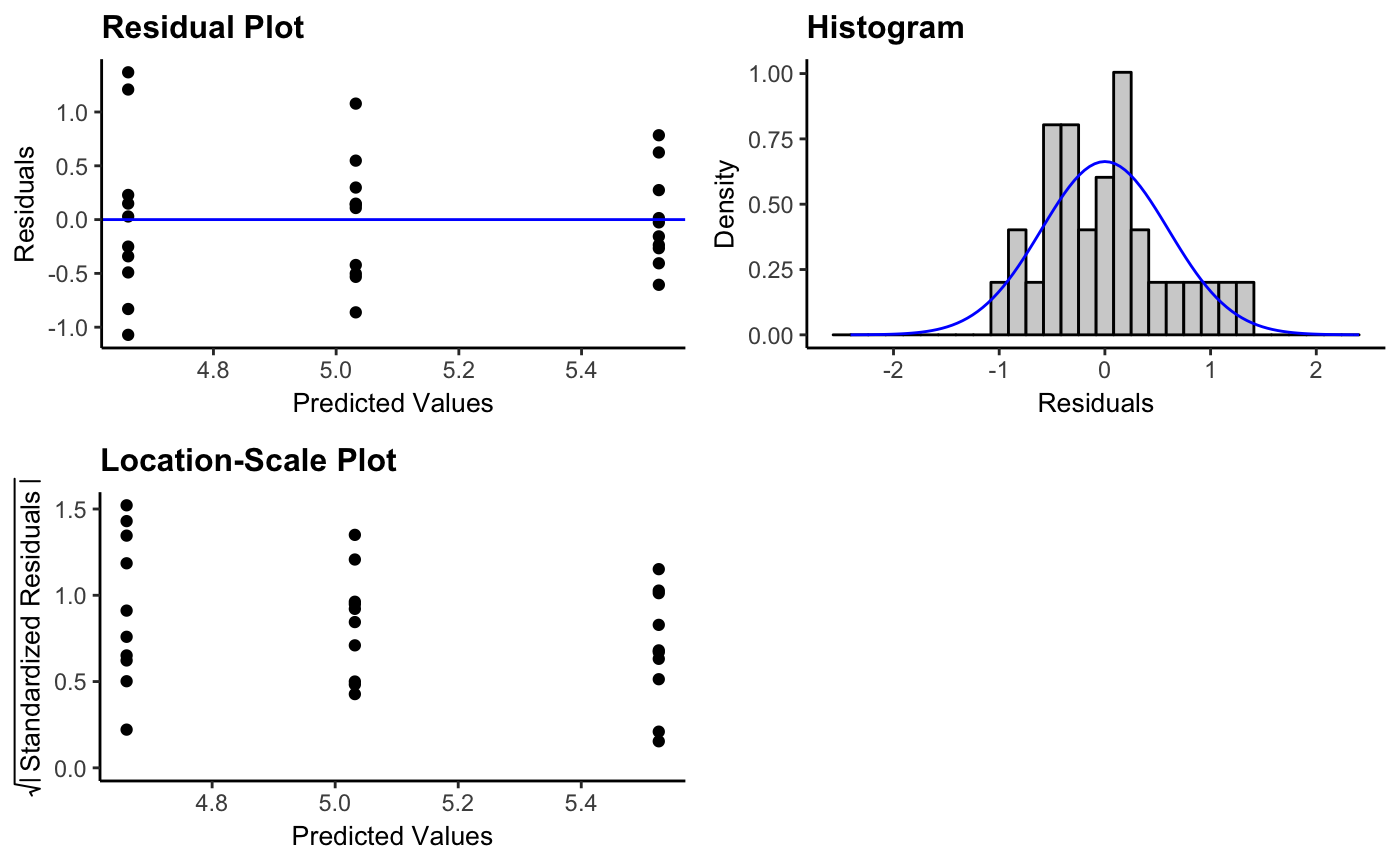 Residual Plot
1.0
0.5
0.0
-0.5
-1.0
Residuals
4.8 5.0 5.2 5.4
Predicted Values
Histogram
1.00
0.75
0.50
0.25
0.00
Density
-2 -1 0 1 2
Residuals
Location-Scale Plot
1.5
1.0
0.5
0.0
√| Standardized Residuals |
4.8 5.0 5.2 5.4
Predicted Values